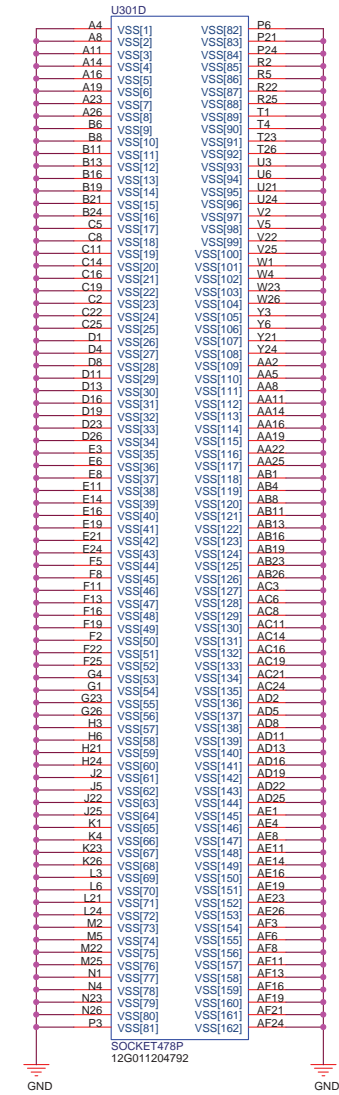 U301D
A4 VSS[1] VSS[82] P6
A8 VSS[2] VSS[83] P21
A11 VSS[3] VSS[84] P24
A14 VSS[4] VSS[85] R2
A16 VSS[5] VSS[86] R5
A19 VSS[6] VSS[87] R22
A23 VSS[7] VSS[88] R25
A26 VSS[8] VSS[89] T1
B6 VSS[9] VSS[90] T4
B8 VSS[10] VSS[91] T23
B11 VSS[11] VSS[92] T26
B13 VSS[12] VSS[93] U3
B16 VSS[13] VSS[94] U6
B19 VSS[14] VSS[95] U21
B21 VSS[15] VSS[96] U24
B24 VSS[16] VSS[97] V2
C5 VSS[17] VSS[98] V5
C8 VSS[18] VSS[99] V22
C11 VSS[19] VSS[100] V25
C14 VSS[20] VSS[101] W1
C16 VSS[21] VSS[102] W4
C19 VSS[22] VSS[103] W23
C2 VSS[23] VSS[104] W26
C22 VSS[24] VSS[105] Y3
C25 VSS[25] VSS[106] Y6
D1 VSS[26] VSS[107] Y21
D4 VSS[27] VSS[108] Y24
D8 VSS[28] VSS[109] AA2
D11 VSS[29] VSS[110] AA5
D13 VSS[30] VSS[111] AA8
D16 VSS[31] VSS[112] AA11
D19 VSS[32] VSS[113] AA14
D23 VSS[33] VSS[114] AA16
D26 VSS[34] VSS[115] AA19
E3 VSS[35] VSS[116] AA22
E6 VSS[36] VSS[117] AA25
E8 VSS[37] VSS[118] AB1
E11 VSS[38] VSS[119] AB4
E14 VSS[39] VSS[120] AB8
E16 VSS[40] VSS[121] AB11
E19 VSS[41] VSS[122] AB13
E21 VSS[42] VSS[123] AB16
E24 VSS[43] VSS[124] AB19
F5 VSS[44] VSS[125] AB23
F8 VSS[45] VSS[126] AB26
F11 VSS[46] VSS[127] AC3
F13 VSS[47] VSS[128] AC6
F16 VSS[48] VSS[129] AC8
F19 VSS[49] VSS[130] AC11
F2 VSS[50] VSS[131] AC14
F22 VSS[51] VSS[132] AC16
F25 VSS[52] VSS[133] AC19
G4 VSS[53] VSS[134] AC21
G1 VSS[54] VSS[135] AC24
G23 VSS[55] VSS[136] AD2
G26 VSS[56] VSS[137] AD5
H3 VSS[57] VSS[138] AD8
H6 VSS[58] VSS[139] AD11
H21 VSS[59] VSS[140] AD13
H24 VSS[60] VSS[141] AD16
J2 VSS[61] VSS[142] AD19
J5 VSS[62] VSS[143] AD22
J22 VSS[63] VSS[144] AD25
J25 VSS[64] VSS[145] AE1
K1 VSS[65] VSS[146] AE4
K4 VSS[66] VSS[147] AE8
K23 VSS[67] VSS[148] AE11
K26 VSS[68] VSS[149] AE14
L3 VSS[69] VSS[150] AE16
L6 VSS[70] VSS[151] AE19
L21 VSS[71] VSS[152] AE23
L24 VSS[72] VSS[153] AE26
M2 VSS[73] VSS[154] AF3
M5 VSS[74] VSS[155] AF6
M22 VSS[75] VSS[156] AF8
M25 VSS[76] VSS[157] AF11
N1 VSS[77] VSS[158] AF13
N4 VSS[78] VSS[159] AF16
N23 VSS[79] VSS[160] AF19
N26 VSS[80] VSS[161] AF21
P3 VSS[81] VSS[162] AF24
SOCKET478P
12G011204792
GND GND